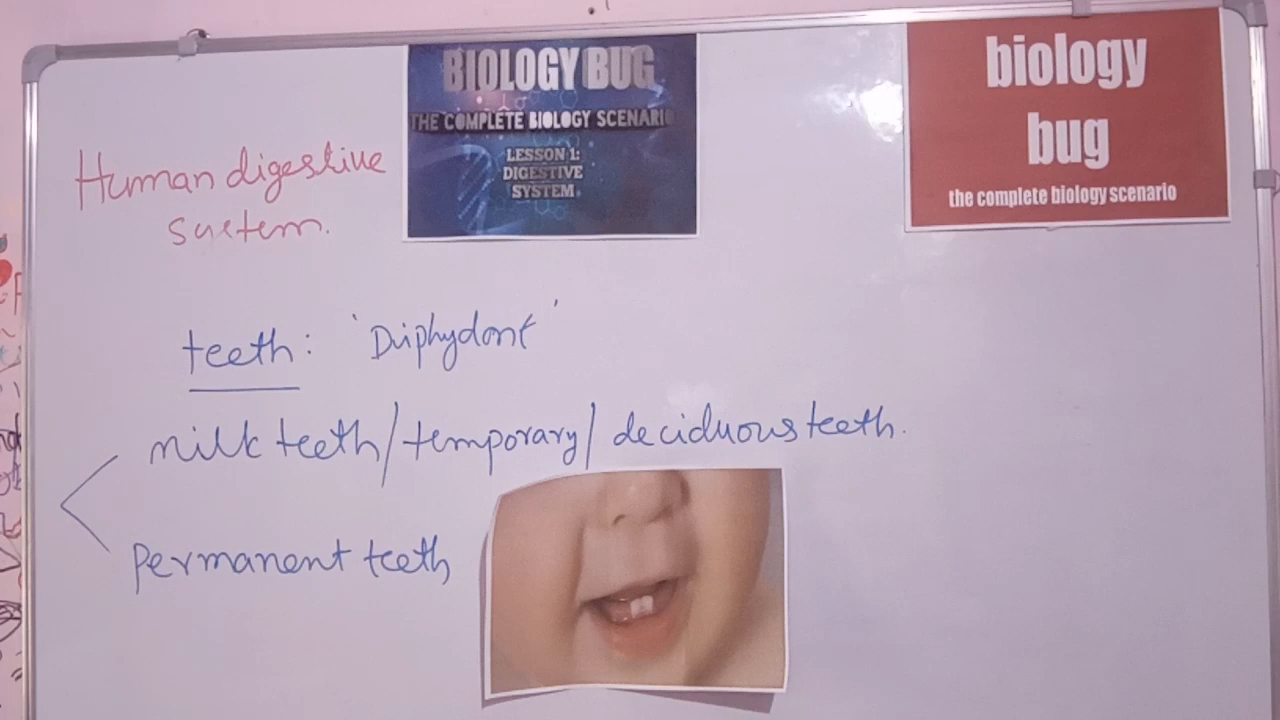 BIOLOGY BUG
THE COMPLETE BIOLOGY SCENARIO
LESSON 1:
DIGESTIVE
SYSTEM
biology
bug
the complete biology scenario
Human digestive
system.
teeth: 'Diphydont'
milk teeth/temporary/deciduous teeth.
Permanent teeth